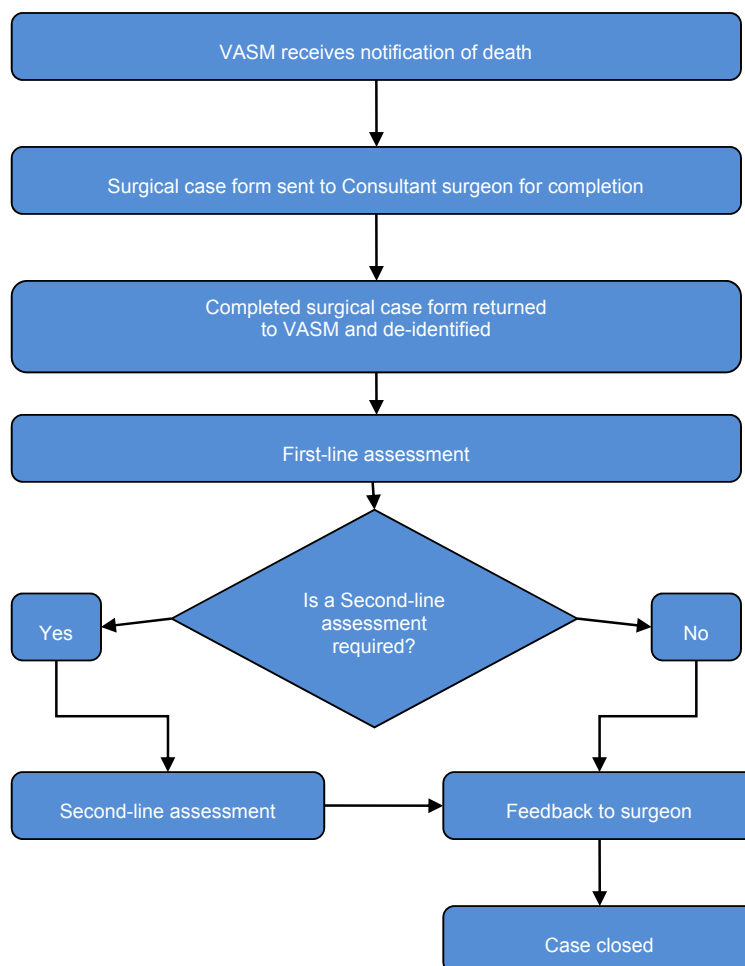 VASM receives notification of death
Surgical case form sent to Consultant surgeon for completion
Completed surgical case form returned
to VASM and de-identified
First-line assessment
Is a Second-line
assessment
required?
Yes
No
Second-line assessment
Feedback to surgeon
Case closed